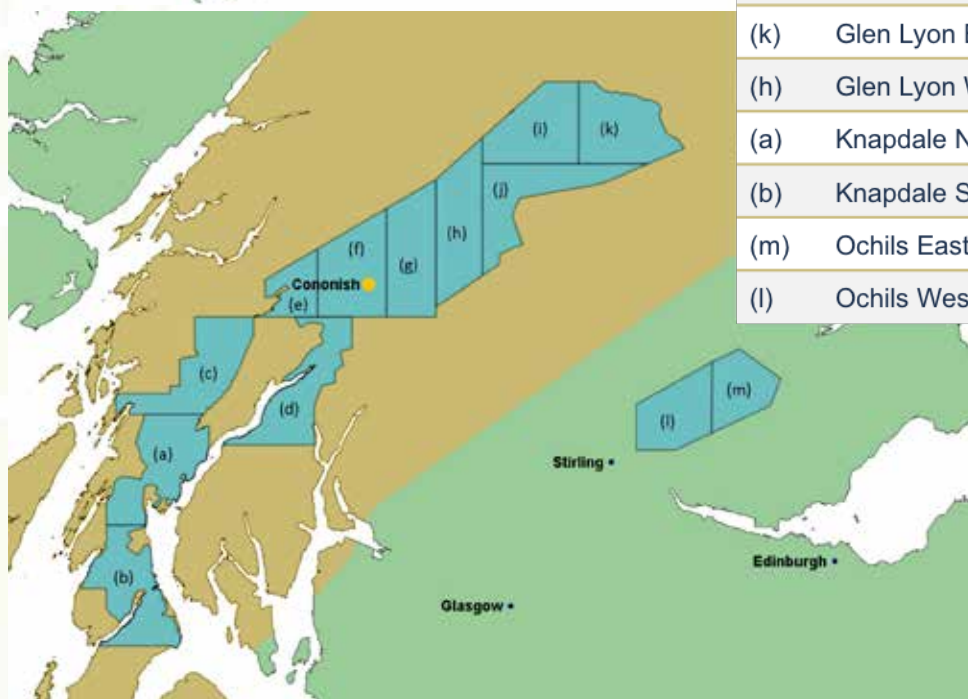 (k) Glen Lyon
(h) Glen Lyon
(a) Knapdale
(b) Knapdale
(m) Ochils East
(l) Ochils
(i)
(k)
(j)
(f)
(h)
(g)
Cononish
(e)
(c)
(d)
(m)
(l)
(a)
Stirling
(b)
Edinburgh
Glasgow